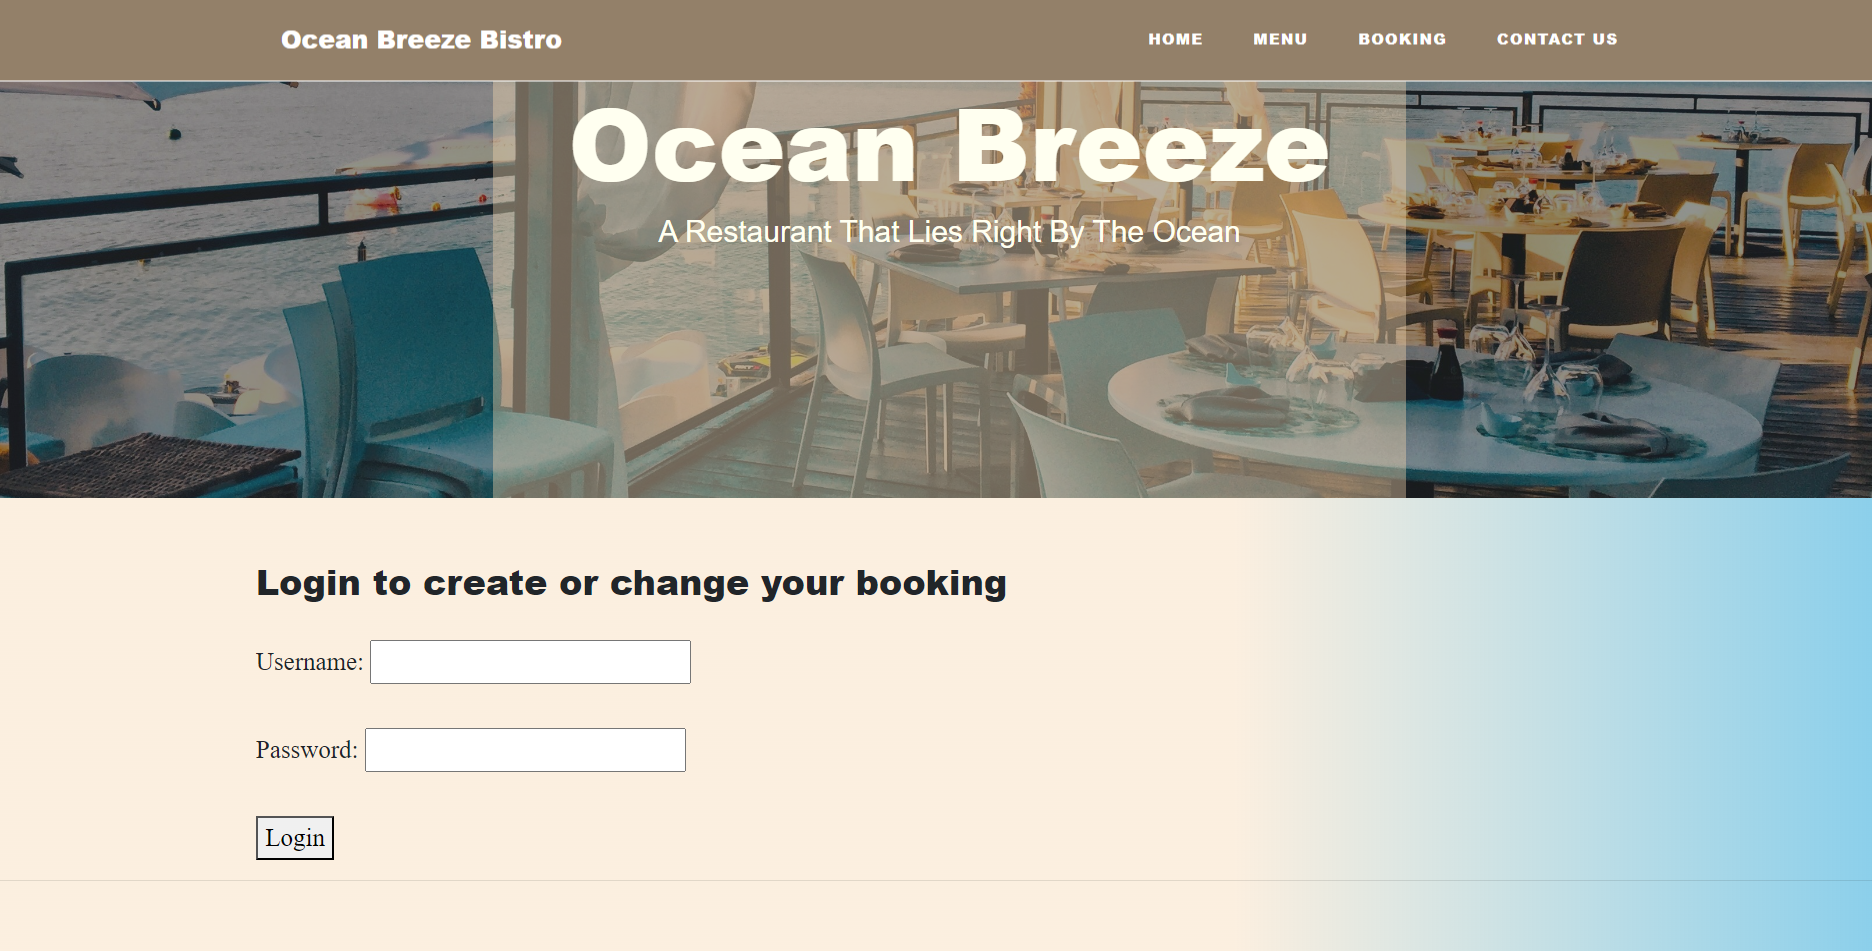 Ocean Breeze Bistro
HOME MENU BOOKING CONTACT US
Ocean Breeze
A Restaurant That Lies Right By The Ocean
Login to create or change your booking
Username:
Password:
Login